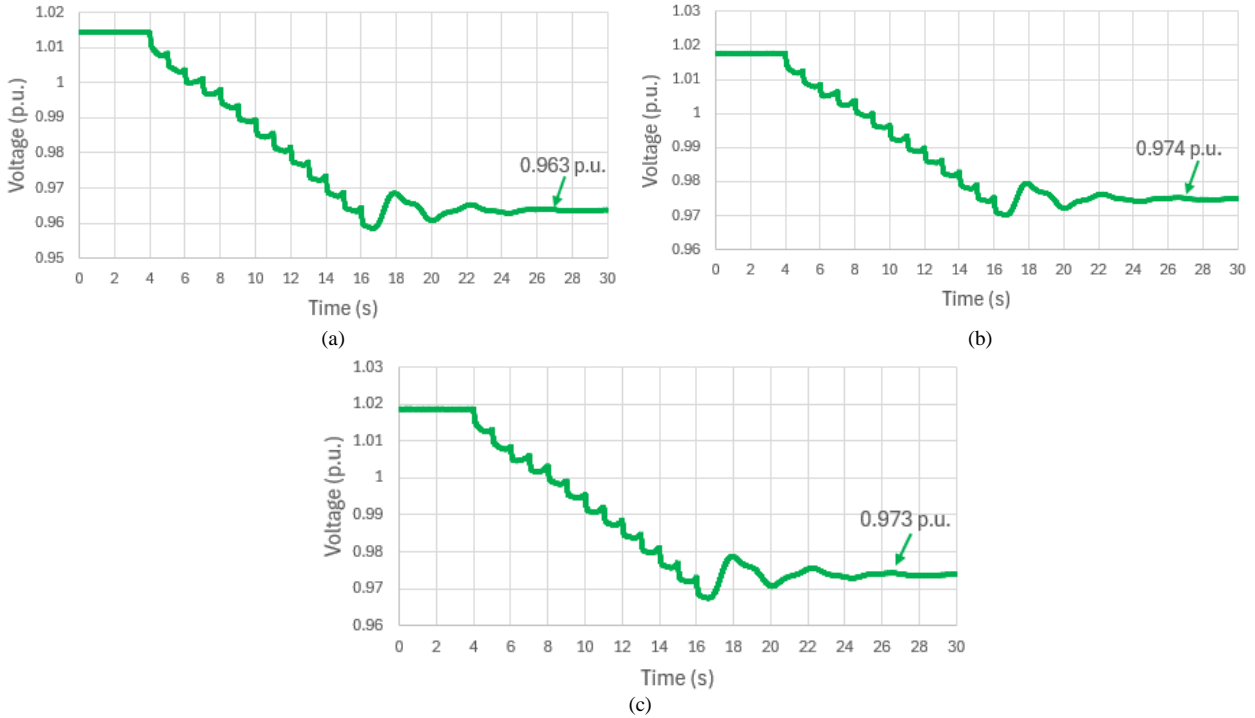 1.02
1.01
1
0.99
0.98
0.97
0.96
0.95
Voltage (p.u.)
0.963 p.u.
0 2 4 6 8 10 12 14 16 18 20 22 24 26 28 30
Time (s)
(a)
1.03
1.02
1.01
1
0.99
0.98
0.97
0.96
Voltage (p.u.)
0.974 p.u.
0 2 4 6 8 10 12 14 16 18 20 22 24 26 28 30
Time (s)
(b)
1.03
1.02
1.01
1
0.99
0.98
0.97
0.96
Voltage (p.u.)
0.973 p.u.
0 2 4 6 8 10 12 14 16 18 20 22 24 26 28 30
Time (s)
(c)